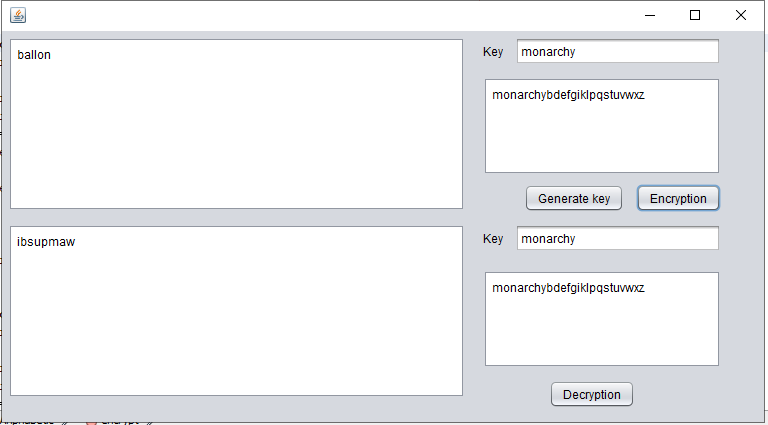 ballon
Key monarchy
monarchybdefgiklpqstuvwxz
Generate key Encryption
ibsupmaw
Key monarchy
monarchybdefgiklpqstuvwxz
Decryption